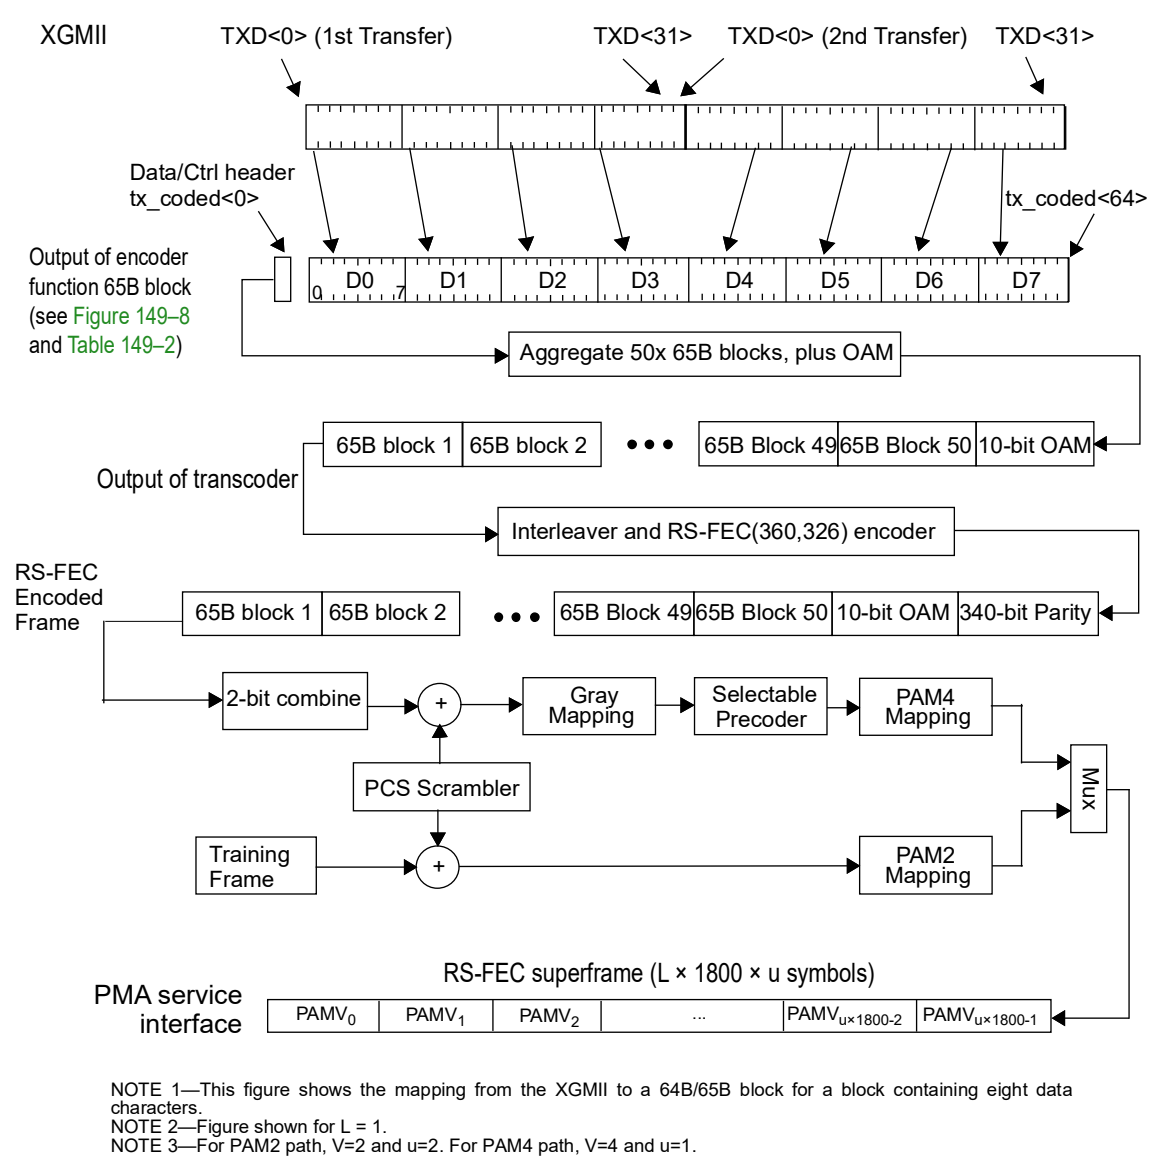 XGMII
TXD<0> (1st Transfer)
TXD<31>
TXD<0> (2nd Transfer)
TXD<31>
Data/Ctrl header
tx_coded<0>
tx_coded<64>
Output of encoder
function 65B block
(see Figure 149–8
and Table 149–2)
D0
D1
D2
D3
D4
D5
D6
D7
0
7
Aggregate 50x 65B blocks, plus OAM
65B block 1
65B block 2
•••
65B Block 49
65B Block 50
10-bit OAM
Output of transcoder
Interleaver and RS-FEC(360,326) encoder
RS-FEC
Encoded
Frame
65B block 1
65B block 2
•••
65B Block 49
65B Block 50
10-bit OAM
340-bit Parity
2-bit combine
+
Gray
Mapping
Selectable
Precoder
PAM4
Mapping
Mux
PCS Scrambler
Training
Frame
+
PAM2
Mapping
RS-FEC superframe (L × 1800 × u symbols)
PMA service
interface
PAMV0
PAMV1
PAMV2
...
PAMVu×1800-2
PAMVu×1800-1
NOTE 1—This figure shows the mapping from the XGMII to a 64B/65B block for a block containing eight data
characters.
NOTE 2—Figure shown for L = 1.
NOTE 3—For PAM2 path, V=2 and u=2. For PAM4 path, V=4 and u=1.